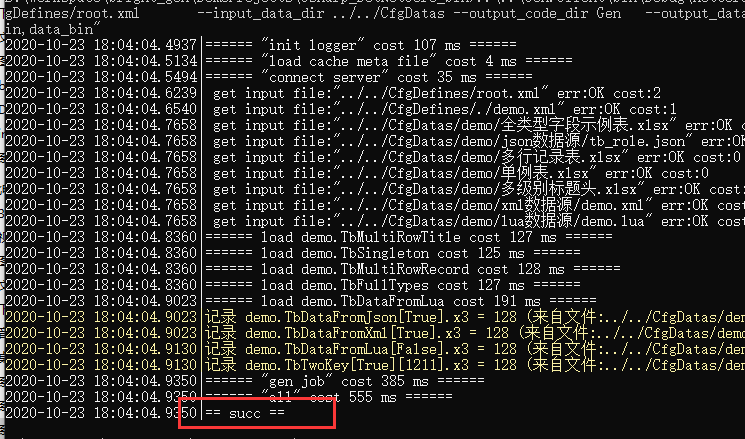 gDefines/root.xml --input_data_dir ../../CfgDatas --output_code_dir Gen --output_data
in,data_bin"
2020-10-23 18:04:04.4937|====== "init logger" cost 107 ms ======
2020-10-23 18:04:04.5134|====== "load cache meta file" cost 4 ms ======
2020-10-23 18:04:04.5494|====== "connect server" cost 35 ms ======
2020-10-23 18:04:04.6239| get input file:"../../CfgDefines/root.xml" err:OK cost:2
2020-10-23 18:04:04.6540| get input file:"../../CfgDefines/./demo.xml" err:OK cost:1
2020-10-23 18:04:04.7658| get input file:"../../CfgDatas/demo/全类型字段示例表.xlsx" err:OK
2020-10-23 18:04:04.7658| get input file:"../../CfgDatas/demo/json数据源/tb_role.json" err:OK
2020-10-23 18:04:04.7658| get input file:"../../CfgDatas/demo/多行记录表.xlsx" err:OK cost:0
2020-10-23 18:04:04.7658| get input file:"../../CfgDatas/demo/单例表.xlsx" err:OK cost:0
2020-10-23 18:04:04.7658| get input file:"../../CfgDatas/demo/多级别标题头.xlsx" err:OK cos
2020-10-23 18:04:04.7658| get input file:"../../CfgDatas/demo/xml数据源/demo.xml" err:OK cos
2020-10-23 18:04:04.7658| get input file:"../../CfgDatas/demo/lua数据源/demo.lua" err:OK cos
2020-10-23 18:04:04.8360|====== load demo.TbMultiRowTitle cost 127 ms ======
2020-10-23 18:04:04.8360|====== load demo.TbSingleton cost 125 ms ======
2020-10-23 18:04:04.8360|====== load demo.TbMultiRowRecord cost 128 ms ======
2020-10-23 18:04:04.8360|====== load demo.TbFullTypes cost 127 ms ======
2020-10-23 18:04:04.9023|====== load demo.TbDataFromLua cost 191 ms ======
2020-10-23 18:04:04.9023|记录 demo.TbDataFromJson[True].x3 = 128 (来自文件:../../CfgDatas/dem
2020-10-23 18:04:04.9023|记录 demo.TbDataFromXml[True].x3 = 128 (来自文件:../../CfgDatas/demo
2020-10-23 18:04:04.9130|记录 demo.TbDataFromLua[False].x3 = 128 (来自文件:../../CfgDatas/dem
2020-10-23 18:04:04.9130|记录 demo.TbTwoKey[True][1211].x3 = 128 (来自文件:../../CfgDatas/dem
2020-10-23 18:04:04.9350|====== "gen job" cost 385 ms ======
2020-10-23 18:04:04.9350|====== "all" cost 555 ms ======
2020-10-23 18:04:04.9350|== succ ==